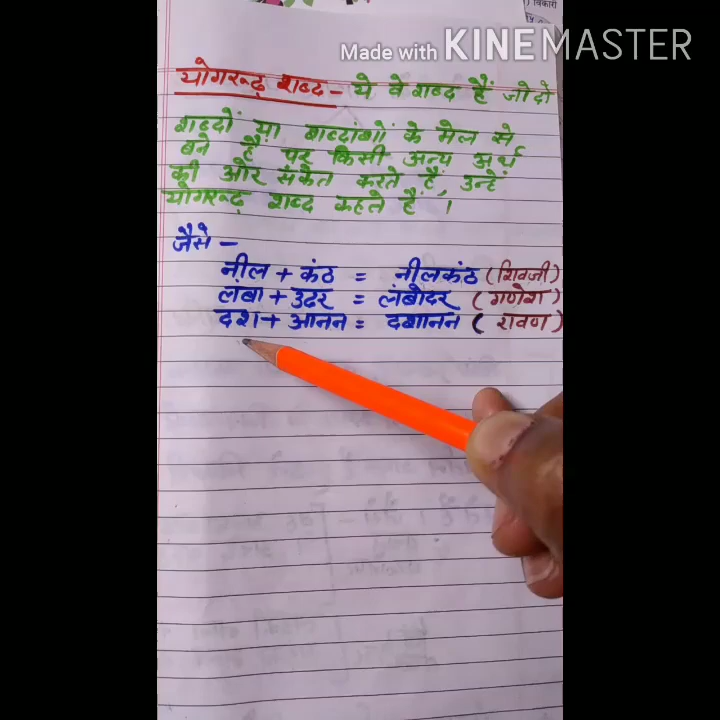 ) विकारी
Made with KINEMASTER
योगरूढ़ शब्द - ये वे शब्द हैं जो दो
शब्दों या शब्दांशों के मेल से
बने हैं पर किसी अन्य अर्थ
की ओर संकेत करते हैं, उन्हें
योगरूढ़ शब्द कहते हैं ।
जैसे -
नील + कंठ = नीलकंठ (शिवजी)
लंबा + उदर = लंबोदर (गणेश)
दश + आनन = दशानन ( रावण)